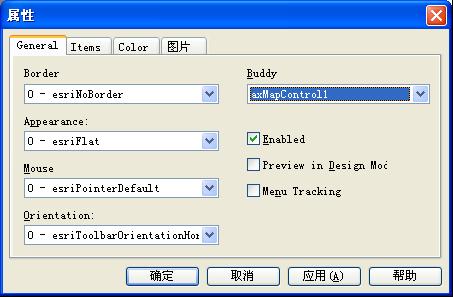 属性
General Items Color 图片
Border Buddy
0 - esriNoBorder axMapControl1
Appearance:
0 - esriFlat Enabled
Mouse Preview in Design Mod
0 - esriPointerDefault Menu Tracking
Orientation:
0 - esriToolbarOrientationHor
确定 取消 应用(A) 帮助